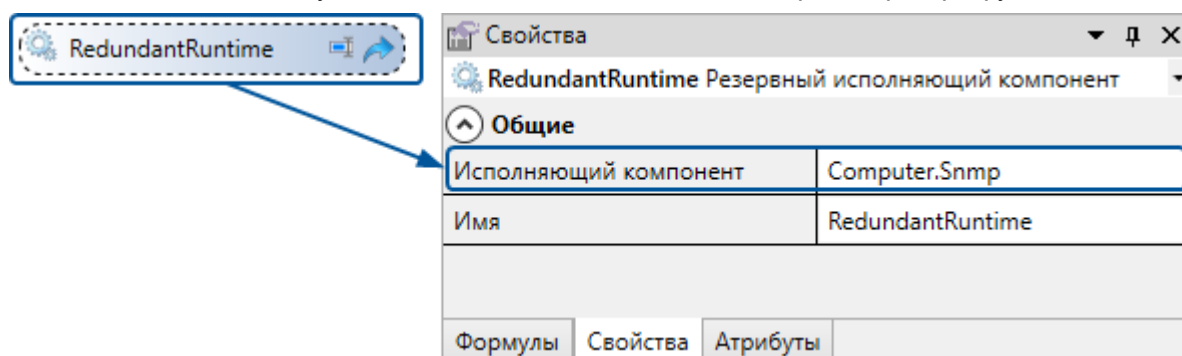 RedundantRuntime
Свойства
RedundantRuntime Резервный исполняющий компонент
Общие
Исполняющий компонент Computer.Snmp
Имя RedundantRuntime
Формулы Свойства Атрибуты